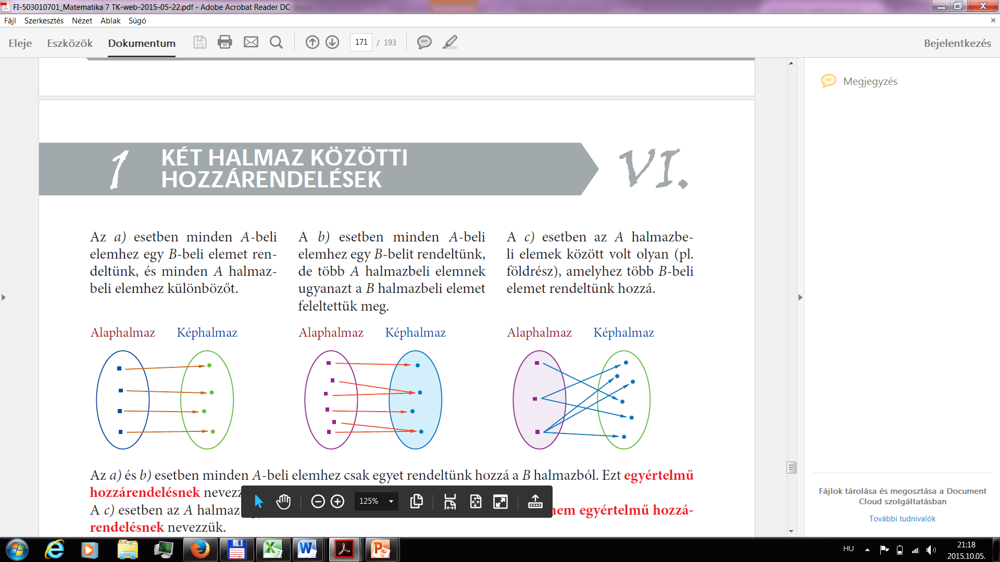 FI-503010701_Matematika 7 TK-web-2015-05-22.pdf - Adobe Acrobat Reader DC
Fájl Szerkesztés Nézet Ablak Súgó
Eleje Eszközök Dokumentum 171 / 193 Bejelentkezés
Megjegyzés
1 KÉT HALMAZ KÖZÖTTI
HOZZÁRENDELÉSEK
VI.
Az a) esetben minden A-beli
elemhez egy B-beli elemet ren-
deltünk, és minden A halmaz-
beli elemhez különbözőt.
A b) esetben minden A-beli
elemhez egy B-belit rendeltünk,
de több A halmazbeli elemnek
ugyanazt a B halmazbeli elemet
feleltettük meg.
A c) esetben az A halmazbe-
li elemek között volt olyan (pl.
földrész), amelyhez több B-beli
elemet rendeltünk hozzá.
Alaphalmaz Képhalmaz
Alaphalmaz Képhalmaz
Alaphalmaz Képhalmaz
Az a) és b) esetben minden A-beli elemhez csak egyet rendeltünk hozzá a B halmazból. Ezt egyértelmű
hozzárendelésnek
A c) esetben az A halmaz nem egyértelmű hozzá-
rendelésnek nevezzük.
125%
Fájlok tárolása és megosztása a Document
Cloud szolgáltatásban
További tudnivalók
HU
21:18
2015.10.05.